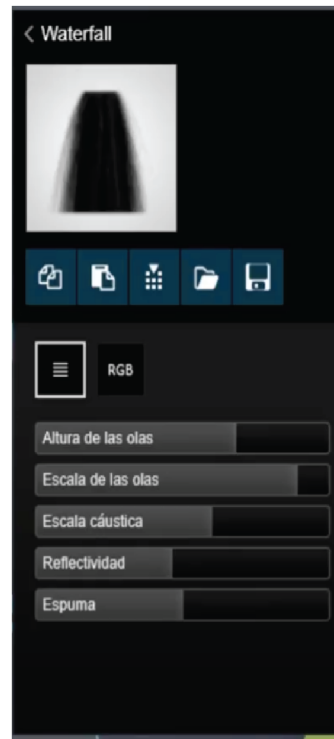 Waterfall
RGB
Altura de las olas
Escala de las olas
Escala cáustica
Reflectividad
Espuma